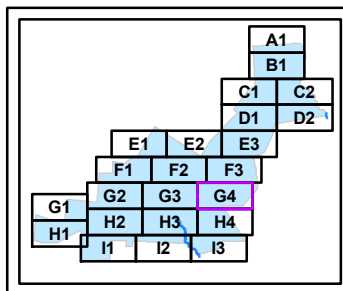 A1
B1
C1 C2
D1 D2
E1 E2 E3
F1 F2 F3
G1 G2 G3 G4
H1 H2 H3 H4
I1 I2 I3